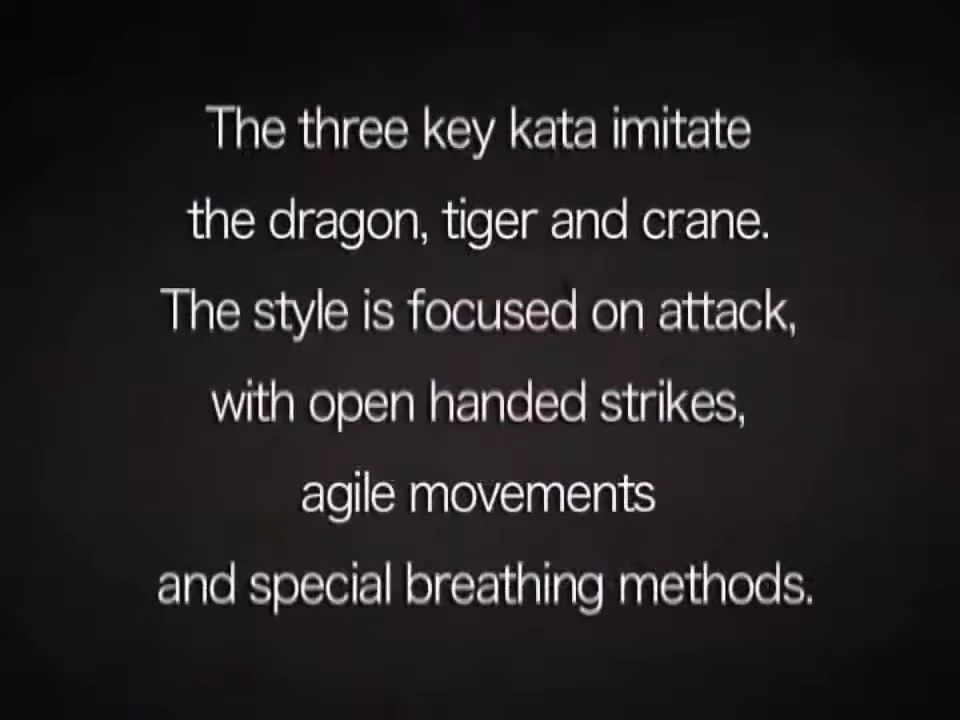 The three key kata imitate
the dragon, tiger and crane.
The style is focused on attack,
with open handed strikes,
agile movements
and special breathing methods.